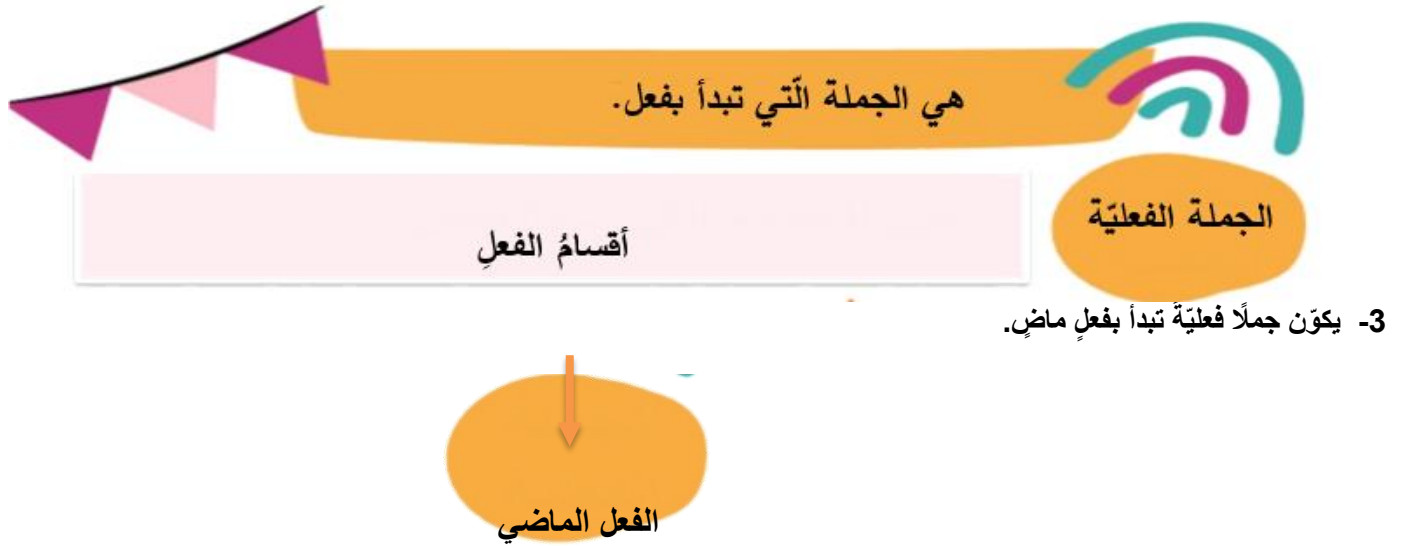 هي الجملة الّتي تبدأ بفعل.
الجملة الفعليّة
أقسامُ الفعلِ
3- يكوّن جملًا فعليّةً تبدأ بفعلٍ ماضٍ.
الفعل الماضي